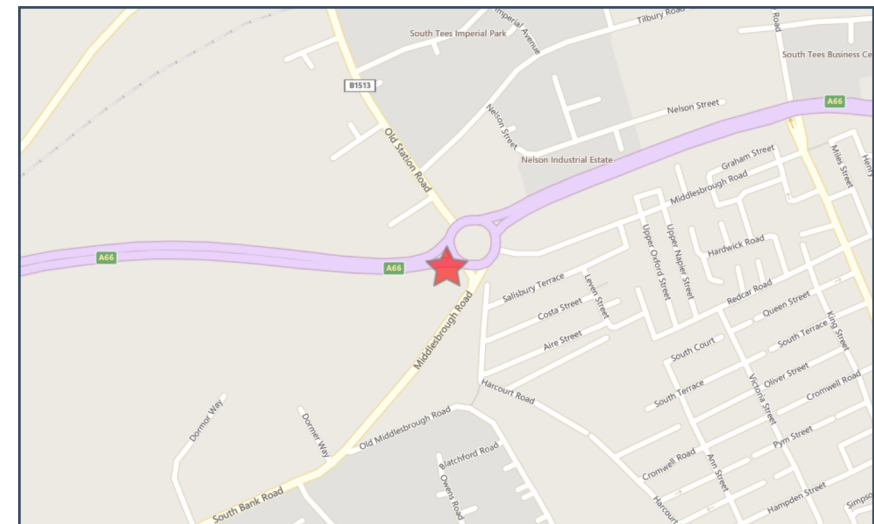 Imperial Avenue
Tilbury Road
Road
South Tees Imperial Park
South Tees Business Ce
B1513
A66
Nelson Street
Nelson Street
Old Station Road
Nelson Industrial Estate
Graham Street
Miles Street
Henry
Middlesbrough Road
Upper Oxford Street
Upper Napier Street
Hardwick Road
A66
A66
Salisbury Terrace
Leven Street
Redcar Road
Costa Street
Queen Street
Middlesbrough Road
Aire Street
King Street
South Terrace
South Court
Oliver Street
Harcourt Road
South Terrace
Victoria Street
Cromwell Road
Dormor Way
Dormer Way
Old Middlesbrough Road
Pym Street
Blatchford Road
Cromwell Road
Ann Street
Owens Road
South Bank Road
Harcourt
Hampden Street
Simpso